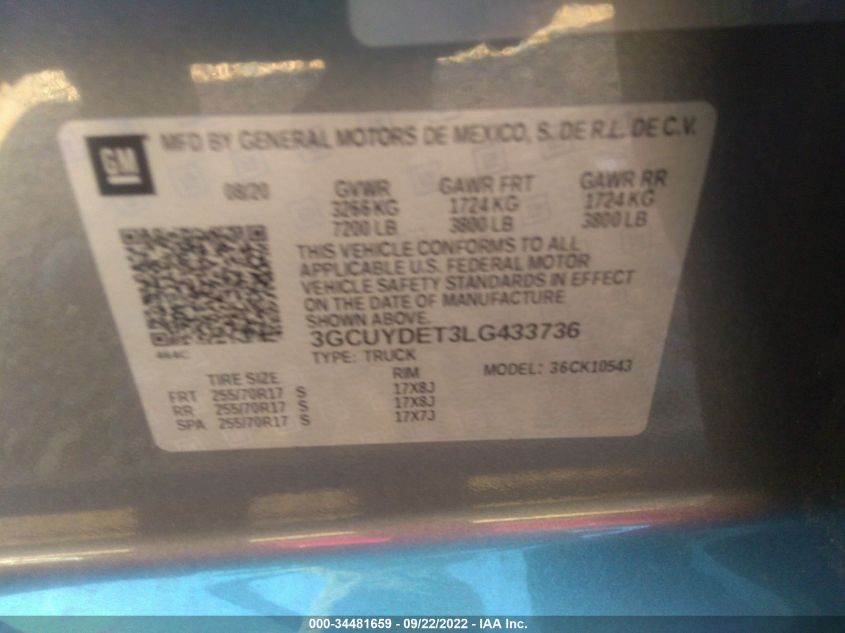 GM
MFD BY GENERAL MOTORS DE MEXICO, S. DE R.L. DE C.V.
08/20 GVWR GAWR FRT GAWR RR
3266 KG 1724 KG 1724 KG
7200 LB 3800 LB 3800 LB
THIS VEHICLE CONFORMS TO ALL
APPLICABLE U.S. FEDERAL MOTOR
VEHICLE SAFETY STANDARDS IN EFFECT
ON THE DATE OF MANUFACTURE
SHOWN ABOVE.
3GCUYDET3LG433736
464C
TYPE: TRUCK
MODEL: 36CK10543
TIRE SIZE RIM
FRT 255/70R17 S 17X8J
RR 255/70R17 S 17X8J
SPA 255/70R17 S 17X7J
000-34481659 - 09/22/2022 - IAA Inc.